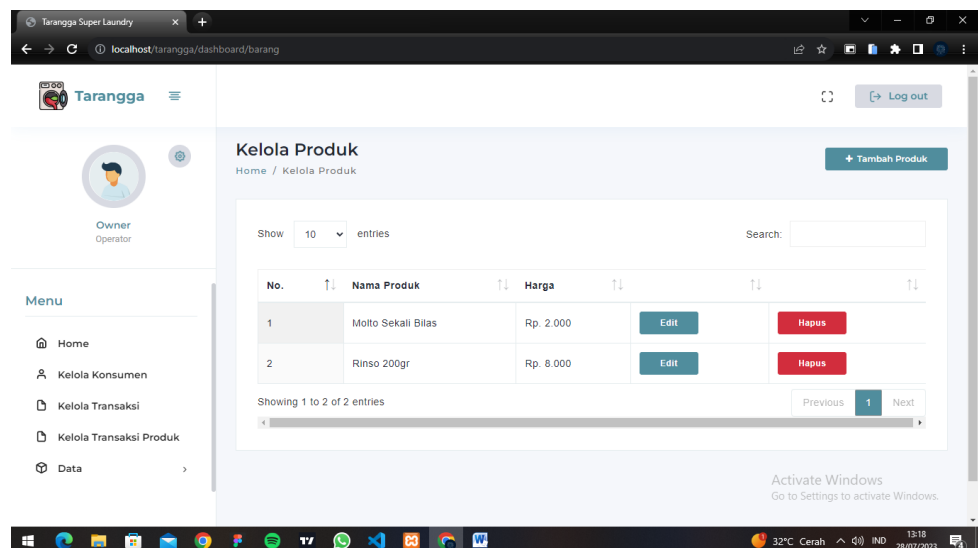 Tarangga Super Laundry
localhost/tarangga/dashboard/barang
Tarangga
Log out
Owner
Operator
Menu
Home
Kelola Konsumen
Kelola Transaksi
Kelola Transaksi Produk
Data
Kelola Produk
Home / Kelola Produk
+ Tambah Produk
Show 10 entries
Search:
No. Nama Produk Harga
1 Molto Sekali Bilas Rp. 2.000 Edit Hapus
2 Rinso 200gr Rp. 8.000 Edit Hapus
Showing 1 to 2 of 2 entries
Previous 1 Next
Activate Windows
Go to Settings to activate Windows.
32°C Cerah IND 13:18
28/07/2023